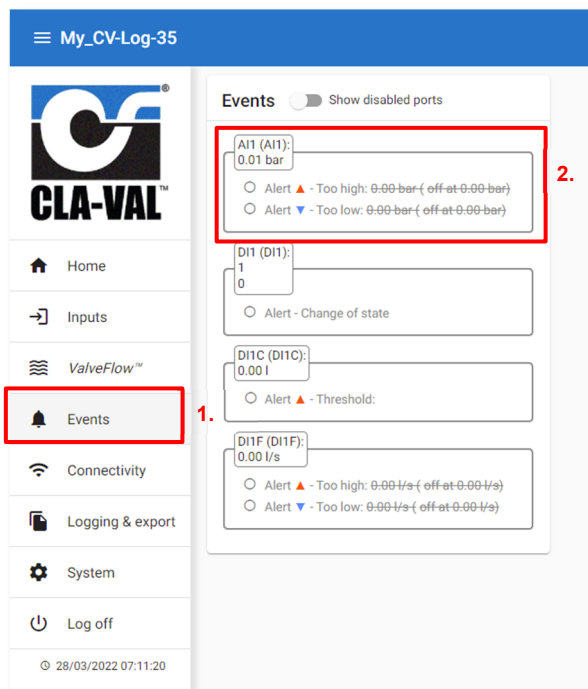 My_CV-Log-35
®
CLA-VAL™
Home
Inputs
ValveFlow™
Events
1.
Connectivity
Logging & export
System
Log off
28/03/2022 07:11:20
Events
Show disabled ports
AI1 (AI1):
0.01 bar
Alert ▲ - Too high: 0.00 bar ( off at 0.00 bar)
Alert ▼ - Too low: 0.00 bar ( off at 0.00 bar)
2.
DI1 (DI1):
1
0
Alert - Change of state
DI1C (DI1C):
0.00 l
Alert ▲ - Threshold:
DI1F (DI1F):
0.00 l/s
Alert ▲ - Too high: 0.00 l/s ( off at 0.00 l/s)
Alert ▼ - Too low: 0.00 l/s ( off at 0.00 l/s)